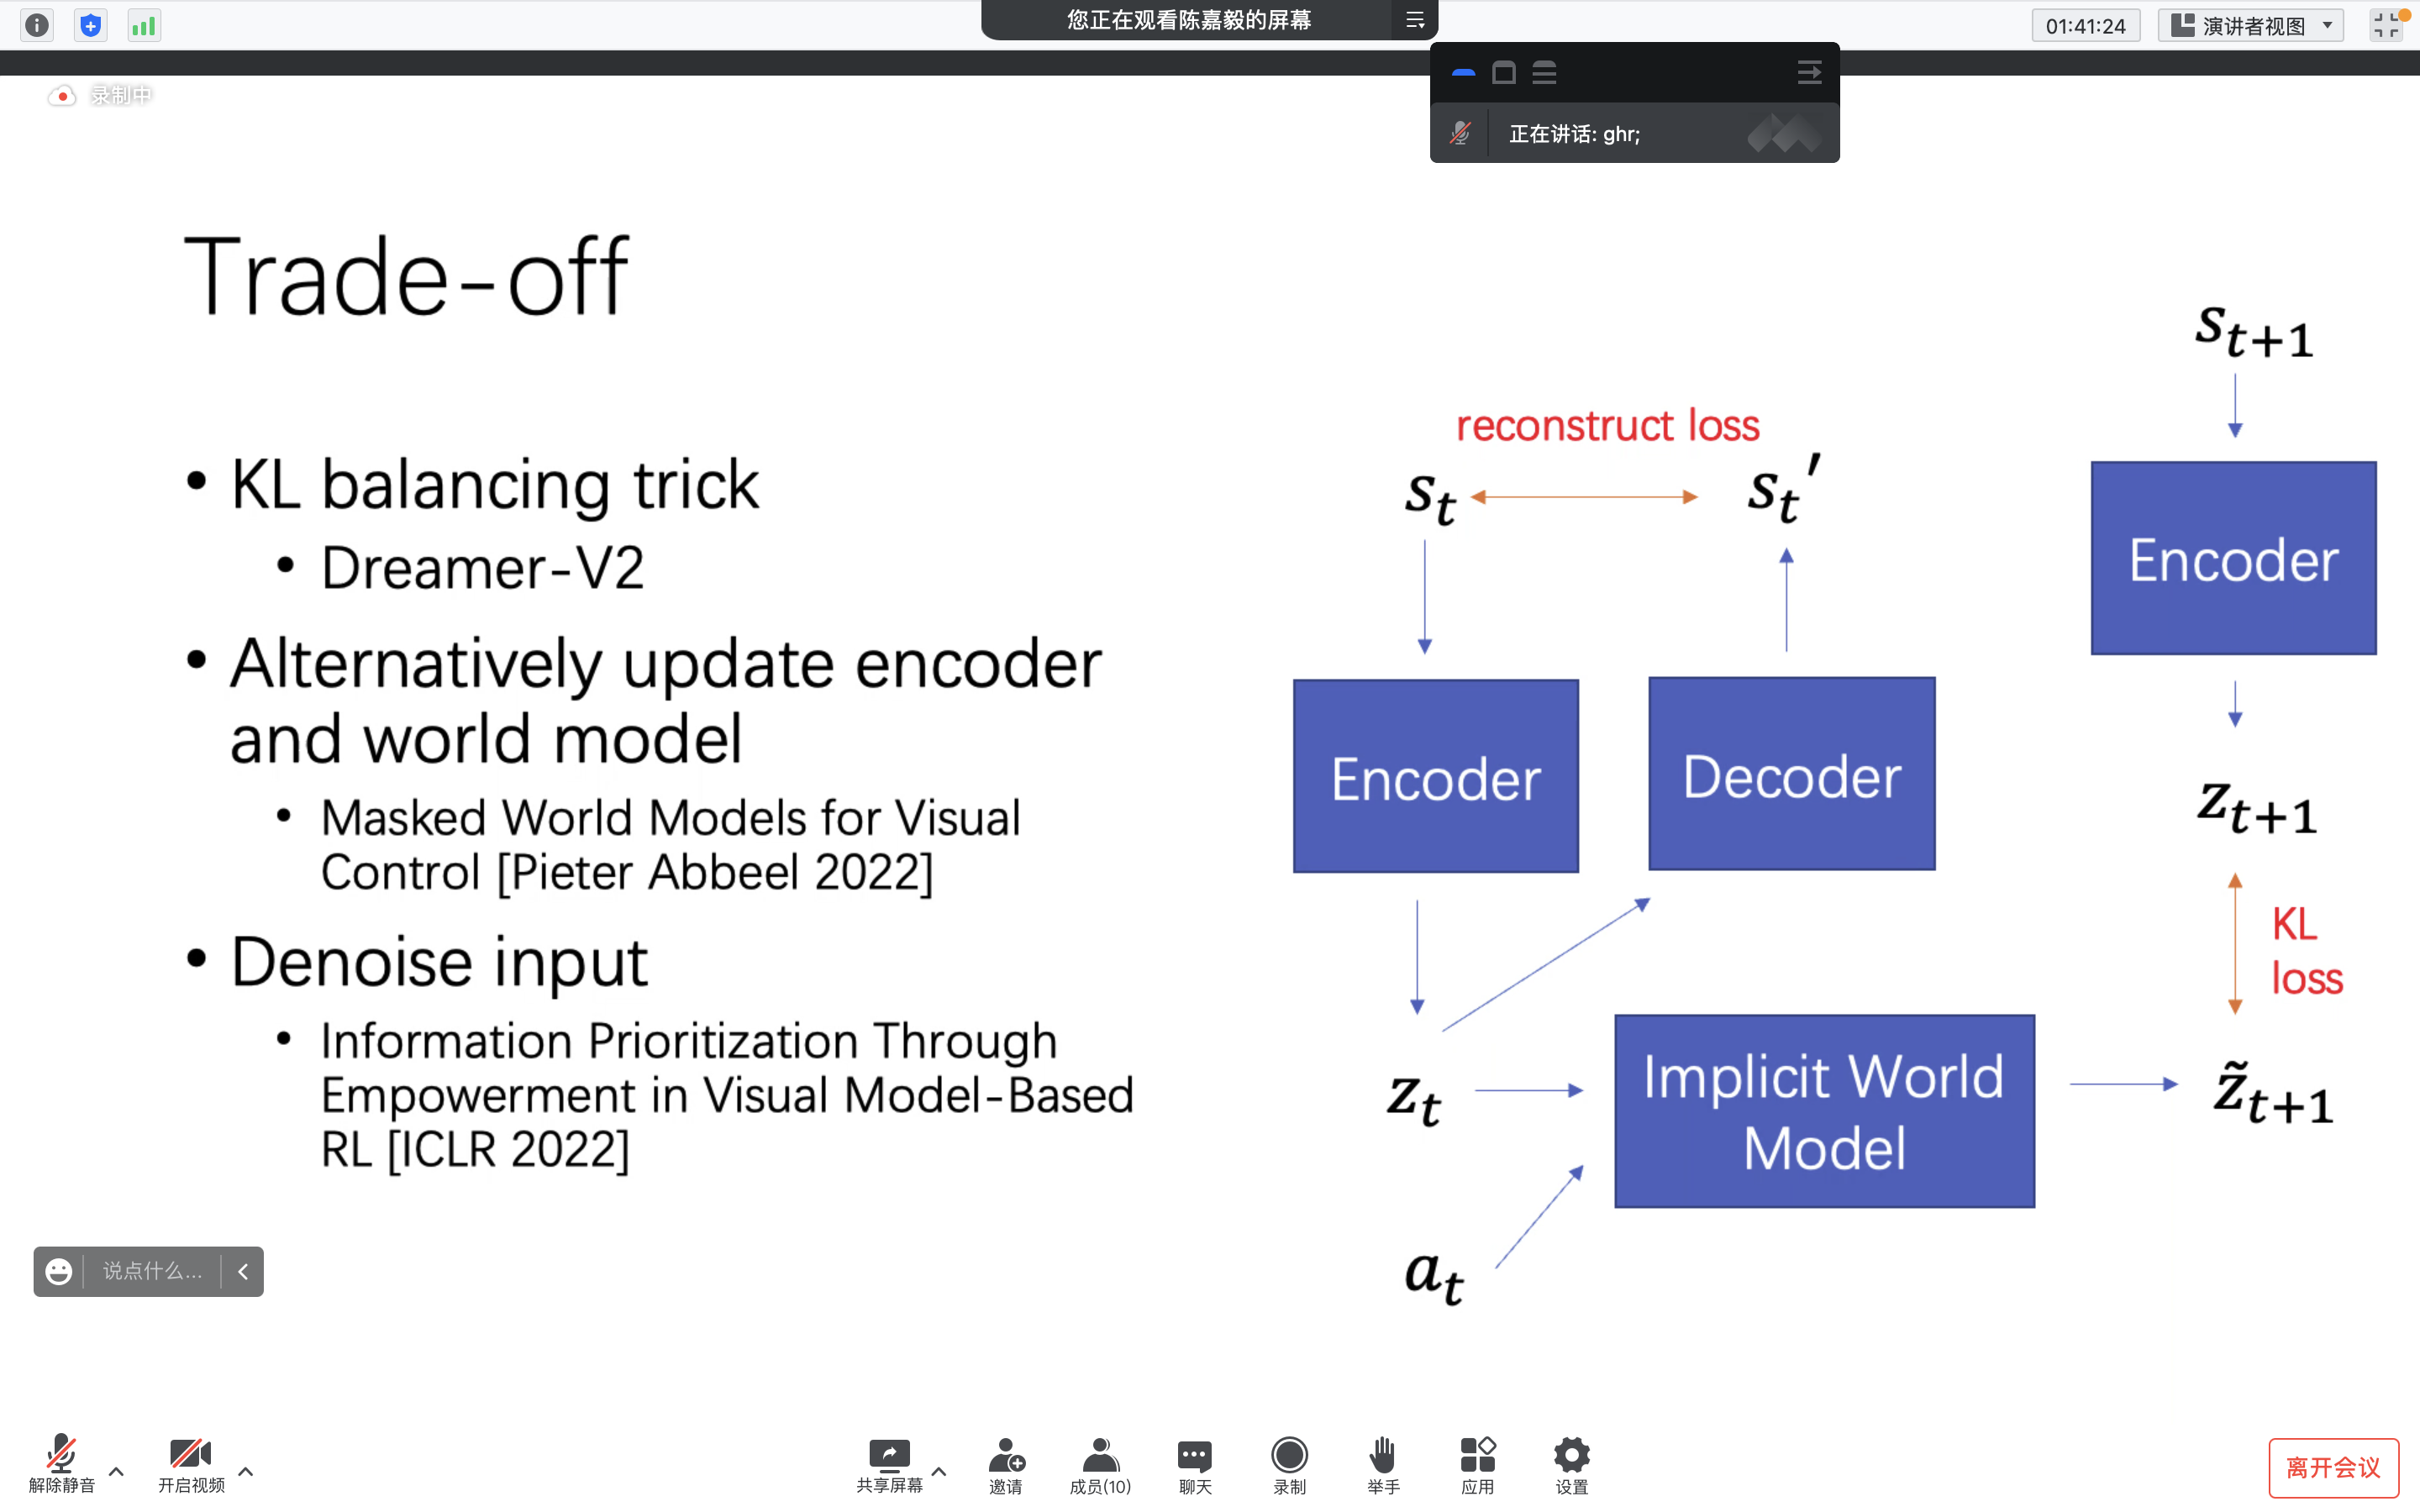 您正在观看陈嘉毅的屏幕
01:41:24
演讲者视图
录制中
正在讲话: ghr;
Trade-off
• KL balancing trick
• Dreamer-V2
• Alternatively update encoder
and world model
• Masked World Models for Visual
Control [Pieter Abbeel 2022]
• Denoise input
• Information Prioritization Through
Empowerment in Visual Model-Based
RL [ICLR 2022]
reconstruct loss
s_t
s_t'
s_{t+1}
Encoder
Decoder
Encoder
z_{t+1}
KL
loss
z_t
Implicit World
Model
z̃_{t+1}
a_t
说点什么...
解除静音
开启视频
共享屏幕
邀请
成员(10)
聊天
录制
举手
应用
设置
离开会议